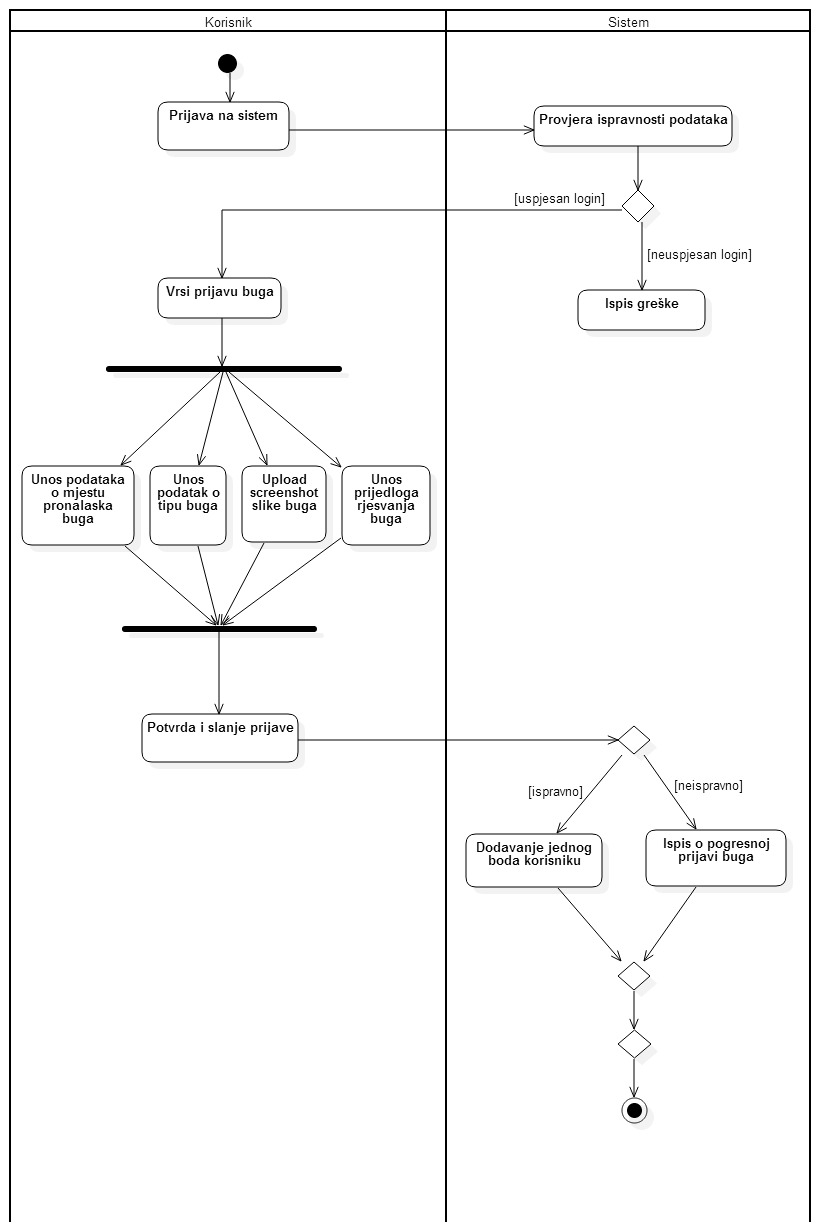 Korisnik
Sistem
Prijava na sistem
Provjera ispravnosti podataka
[uspjesan login]
[neuspjesan login]
Vrsi prijavu buga
Ispis greške
Unos podataka
o mjestu
pronalaska
buga
Unos
podatak o
tipu buga
Upload
screenshot
slike buga
Unos
prijedloga
rjesvanja
buga
Potvrda i slanje prijave
[ispravno]
[neispravno]
Dodavanje jednog
boda korisniku
Ispis o pogresnoj
prijavi buga